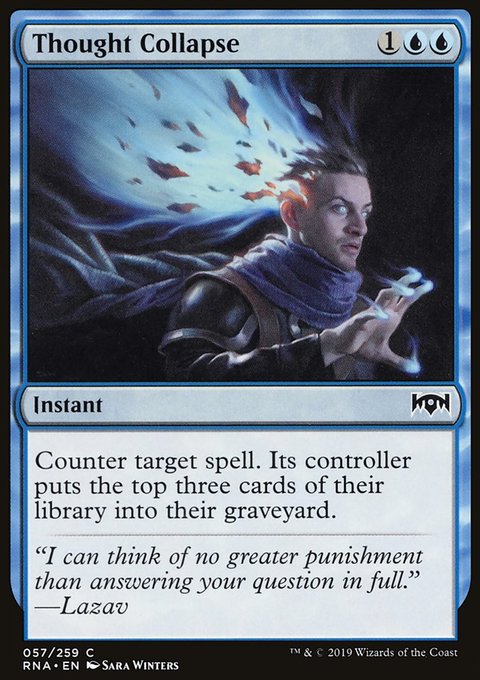 Thought Collapse 1
Instant
Counter target spell. Its controller
puts the top three cards of their
library into their graveyard.
“I can think of no greater punishment
than answering your question in full.”
—Lazav
057/259 C
RNA • EN Sara Winters
™ & © 2019 Wizards of the Coast